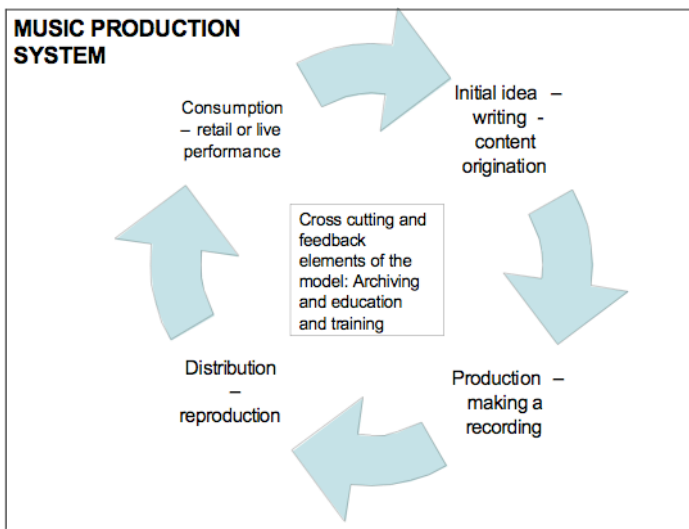 MUSIC PRODUCTION
SYSTEM
Consumption
– retail or live
performance
Initial idea –
writing -
content
origination
Cross cutting and
feedback
elements of the
model: Archiving
and education
and training
Distribution
–
reproduction
Production –
making a
recording